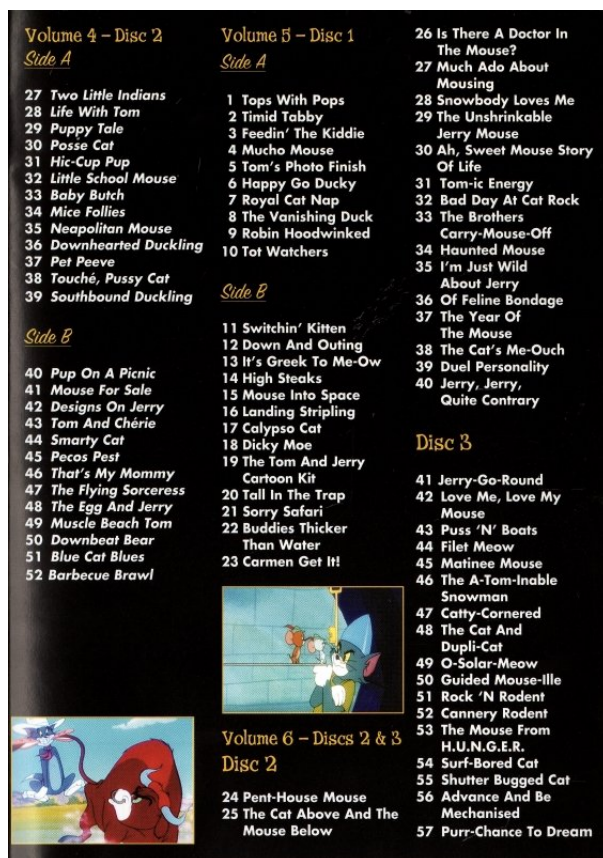 Volume 4 – Disc 2
Side A
27 Two Little Indians
28 Life With Tom
29 Puppy Tale
30 Posse Cat
31 Hic-Cup Pup
32 Little School Mouse
33 Baby Butch
34 Mice Follies
35 Neapolitan Mouse
36 Downhearted Duckling
37 Pet Peeve
38 Touché, Pussy Cat
39 Southbound Duckling
Side B
40 Pup On A Picnic
41 Mouse For Sale
42 Designs On Jerry
43 Tom And Chérie
44 Smarty Cat
45 Pecos Pest
46 That's My Mommy
47 The Flying Sorceress
48 The Egg And Jerry
49 Muscle Beach Tom
50 Downbeat Bear
51 Blue Cat Blues
52 Barbecue Brawl
Volume 5 – Disc 1
Side A
1 Tops With Pops
2 Timid Tabby
3 Feedin' The Kiddie
4 Mucho Mouse
5 Tom's Photo Finish
6 Happy Go Ducky
7 Royal Cat Nap
8 The Vanishing Duck
9 Robin Hoodwinked
10 Tot Watchers
Side B
11 Switchin' Kitten
12 Down And Outing
13 It's Greek To Me-Ow
14 High Steaks
15 Mouse Into Space
16 Landing Stripling
17 Calypso Cat
18 Dicky Moe
19 The Tom And Jerry
Cartoon Kit
20 Tall In The Trap
21 Sorry Safari
22 Buddies Thicker
Than Water
23 Carmen Get It!
Volume 6 – Discs 2 & 3
Disc 2
24 Pent-House Mouse
25 The Cat Above And The
Mouse Below
26 Is There A Doctor In
The Mouse?
27 Much Ado About
Mousing
28 Snowbody Loves Me
29 The Unshrinkable
Jerry Mouse
30 Ah, Sweet Mouse Story
Of Life
31 Tom-ic Energy
32 Bad Day At Cat Rock
33 The Brothers
Carry-Mouse-Off
34 Haunted Mouse
35 I'm Just Wild
About Jerry
36 Of Feline Bondage
37 The Year Of
The Mouse
38 The Cat's Me-Ouch
39 Duel Personality
40 Jerry, Jerry,
Quite Contrary
Disc 3
41 Jerry-Go-Round
42 Love Me, Love My
Mouse
43 Puss 'N' Boats
44 Filet Meow
45 Matinee Mouse
46 The A-Tom-Inable
Snowman
47 Catty-Cornered
48 The Cat And
Dupli-Cat
49 O-Solar-Meow
50 Guided Mouse-Ille
51 Rock 'N Rodent
52 Cannery Rodent
53 The Mouse From
H.U.N.G.E.R.
54 Surf-Bored Cat
55 Shutter Bugged Cat
56 Advance And Be
Mechanised
57 Purr-Chance To Dream